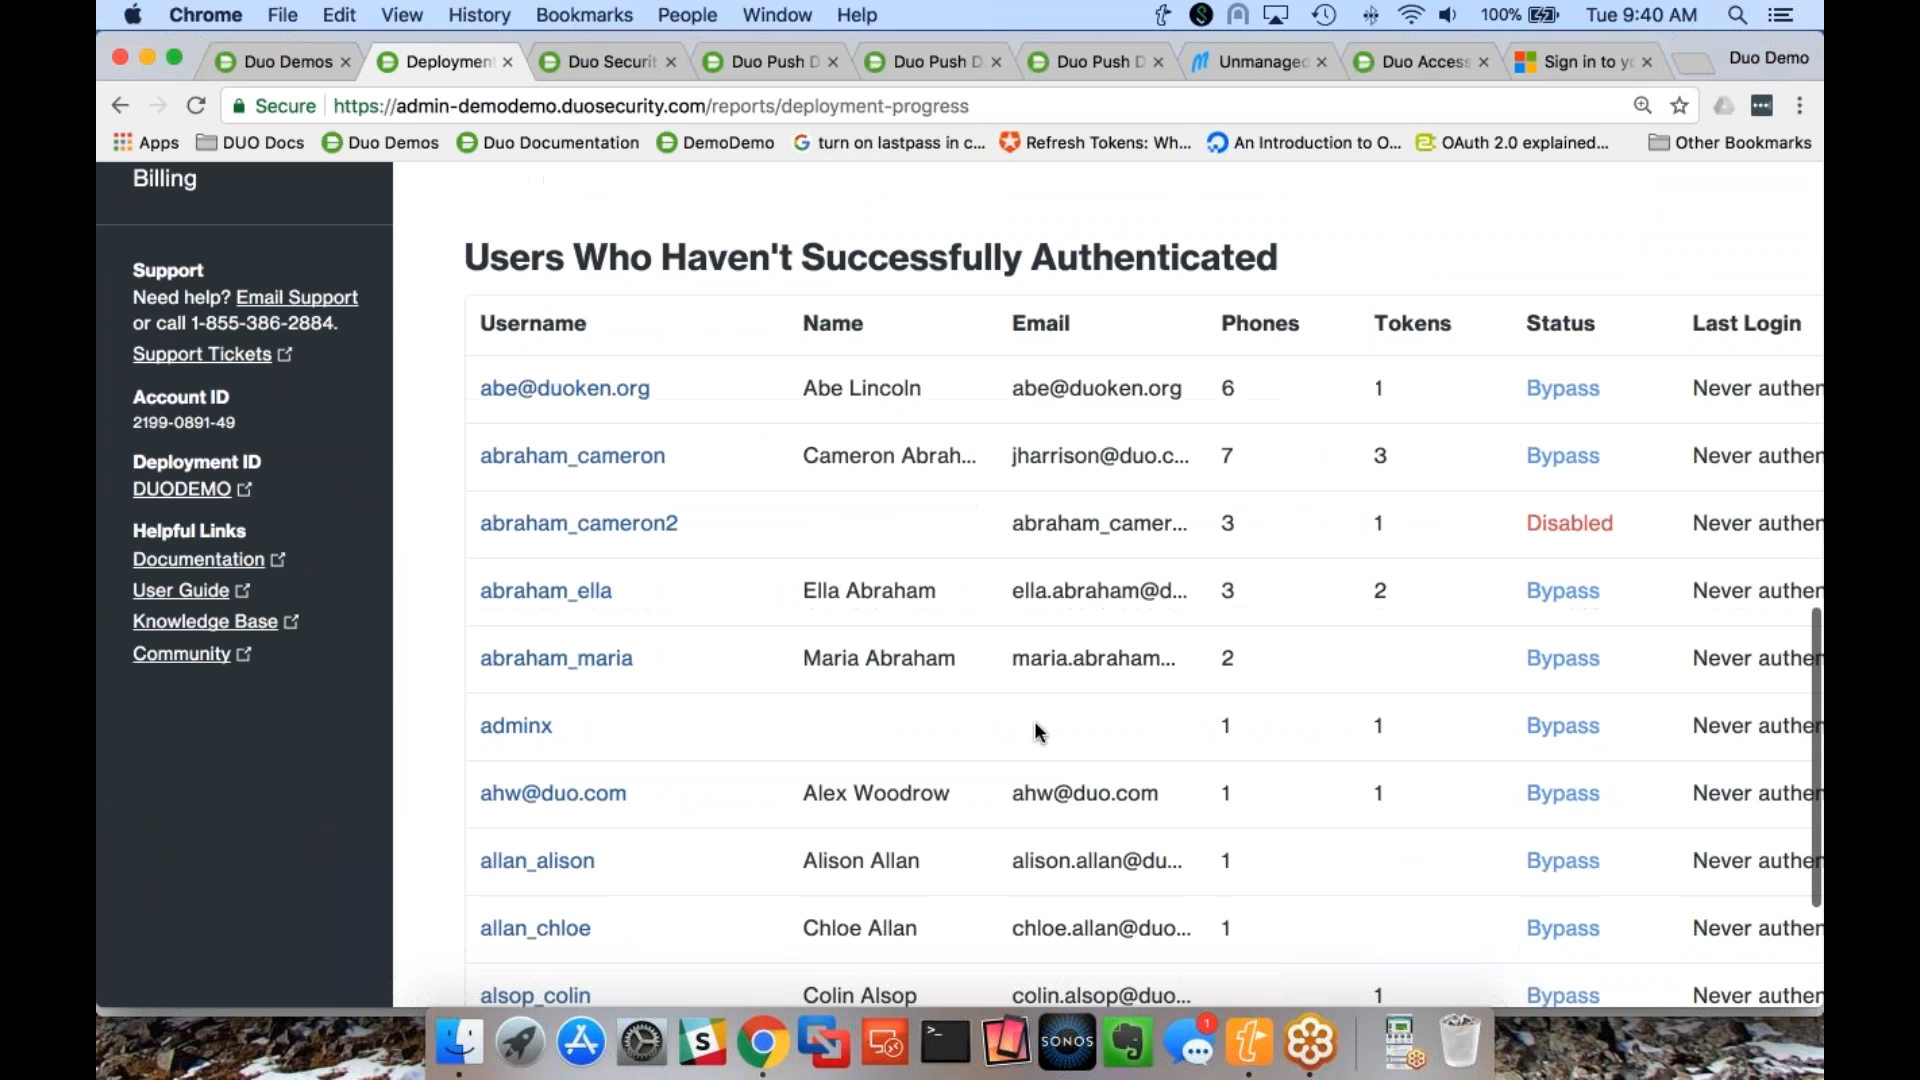 Chrome File Edit View History Bookmarks People Window Help 100% Tue 9:40 AM
Duo Demos Deployment Duo Securit Duo Push D Duo Push D Duo Push D Unmanaged Duo Access Sign in to yo Duo Demo
Secure https://admin-demodemo.duosecurity.com/reports/deployment-progress
Apps DUO Docs Duo Demos Duo Documentation DemoDemo turn on lastpass in c... Refresh Tokens: Wh... An Introduction to O... OAuth 2.0 explained... Other Bookmarks
Billing
Support
Need help? Email Support
or call 1-855-386-2884.
Support Tickets
Account ID
2199-0891-49
Deployment ID
DUODEMO
Helpful Links
Documentation
User Guide
Knowledge Base
Community
Users Who Haven't Successfully Authenticated
Username Name Email Phones Tokens Status Last Login
abe@duoken.org Abe Lincoln abe@duoken.org 6 1 Bypass Never authen
abraham_cameron Cameron Abrah... jharrison@duo.c... 7 3 Bypass Never authen
abraham_cameron2 abraham_camer... 3 1 Disabled Never authen
abraham_ella Ella Abraham ella.abraham@d... 3 2 Bypass Never authen
abraham_maria Maria Abraham maria.abraham... 2 Bypass Never authen
adminx 1 1 Bypass Never authen
ahw@duo.com Alex Woodrow ahw@duo.com 1 1 Bypass Never authen
allan_alison Alison Allan alison.allan@du... 1 Bypass Never authen
allan_chloe Chloe Allan chloe.allan@duo... 1 Bypass Never authen
alsop_colin Colin Alsop colin.alsop@duo... 1 Bypass Never authen
S SONOS 1